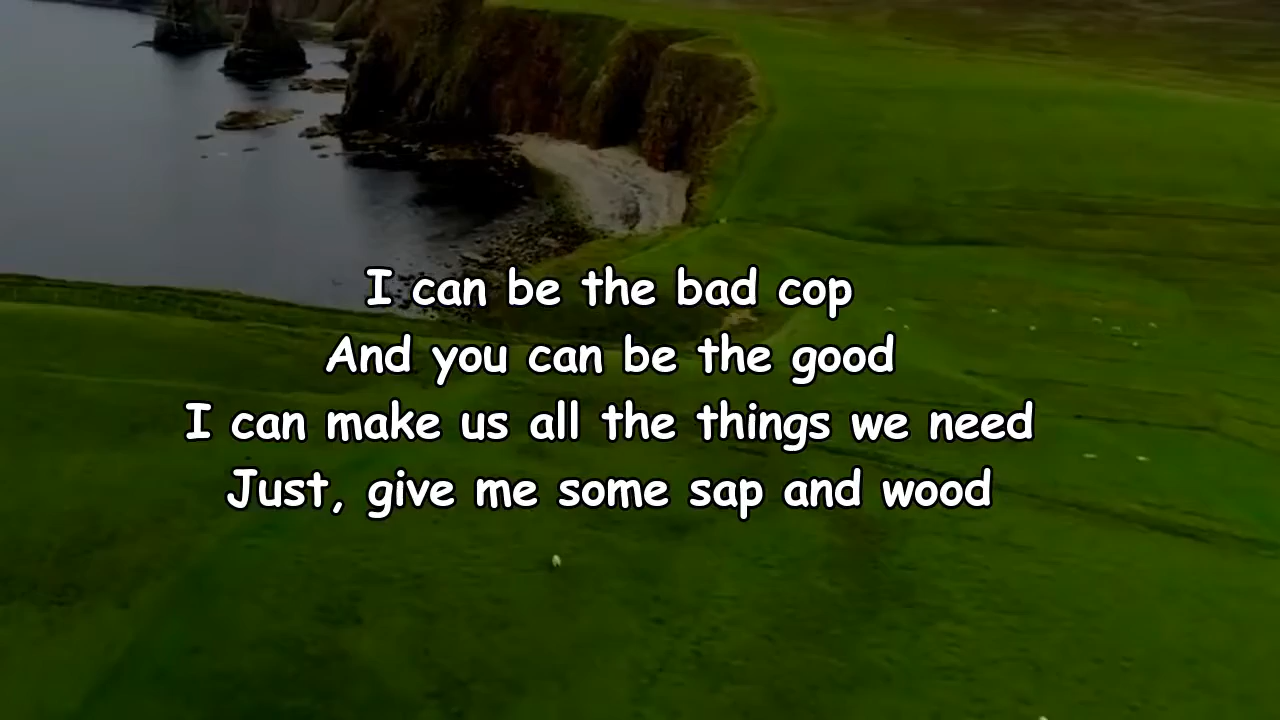 I can be the bad cop
And you can be the good
I can make us all the things we need
Just, give me some sap and wood